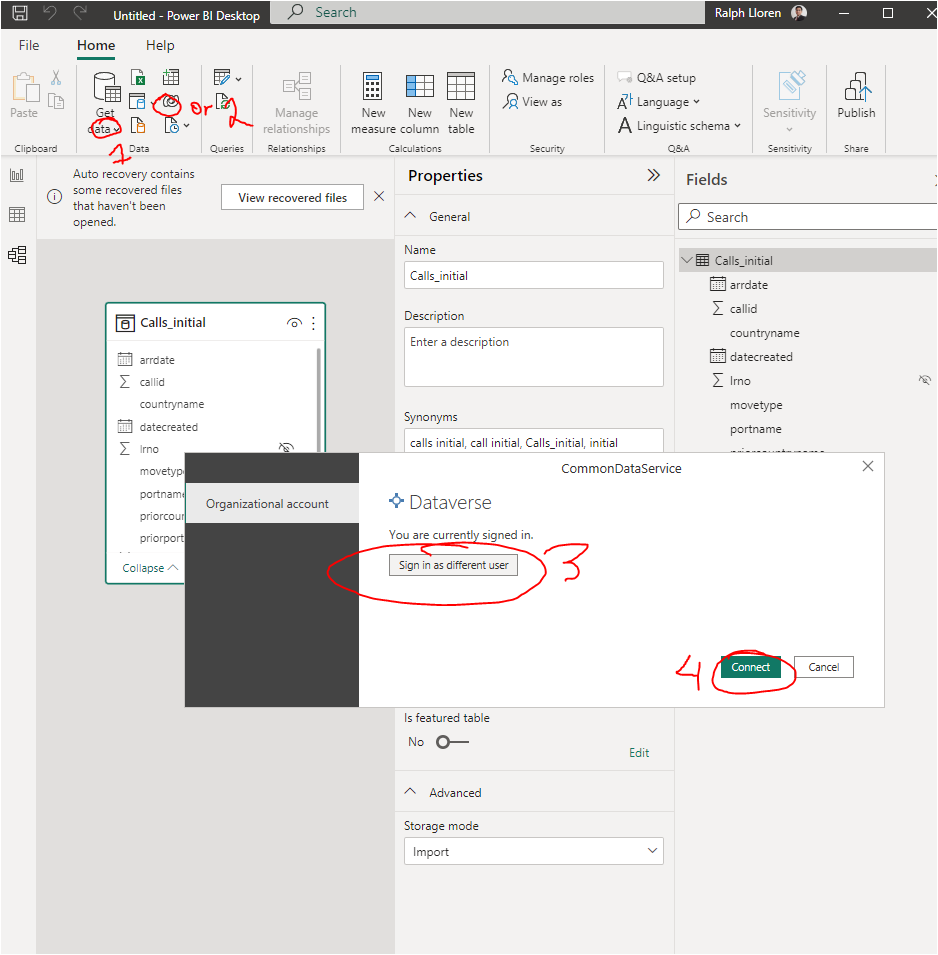 Untitled - Power BI Desktop
Search
Ralph Lloren
File
Home
Help
Paste
Get
data
or 2
1
Manage
relationships
New
measure
New
column
New
table
Manage roles
View as
Q&A setup
Language
Linguistic schema
Sensitivity
Publish
Clipboard
Data
Queries
Relationships
Calculations
Security
Q&A
Sensitivity
Share
Auto recovery contains
some recovered files
that haven't been
opened.
View recovered files
Calls_initial
arrdate
callid
countryname
datecreated
lrno
movetype
portname
priorcour
priorport
Collapse
Properties
General
Name
Calls_initial
Description
Enter a description
Synonyms
calls initial, call initial, Calls_initial, initial
Fields
Search
Calls_initial
arrdate
callid
countryname
datecreated
lrno
movetype
portname
priorcountryname
CommonDataService
Organizational account
Dataverse
You are currently signed in.
Sign in as different user
3
4
Connect
Cancel
Is featured table
No
Edit
Advanced
Storage mode
Import